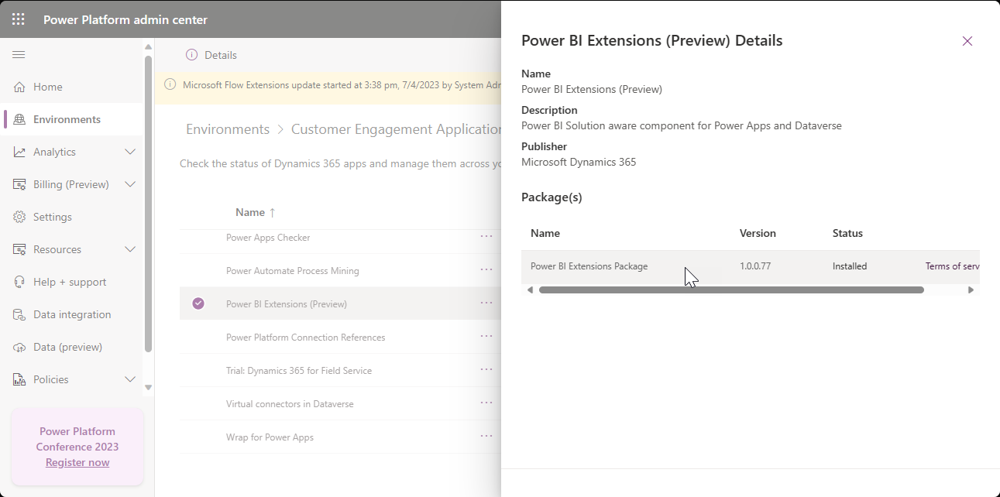 Power Platform admin center
Home
Environments
Analytics
Billing (Preview)
Settings
Resources
Help + support
Data integration
Data (preview)
Policies
Power Platform
Conference 2023
Register now
Details
Microsoft Flow Extensions update started at 3:38 pm, 7/4/2023 by System
Environments > Customer Engagement
Check the status of Dynamics 365 apps and manage them across
Name ↑
Power Apps Checker
Power Automate Process Mining
Power BI Extensions (Preview)
Power Platform Connection References
Trial: Dynamics 365 for Field Service
Virtual connectors in Dataverse
Wrap for Power Apps
Power BI Extensions (Preview) Details
Name
Power BI Extensions (Preview)
Description
Power BI Solution aware component for Power Apps and Dataverse
Publisher
Microsoft Dynamics 365
Package(s)
Name Version Status
Power BI Extensions Package 1.0.0.77 Installed Terms of serv